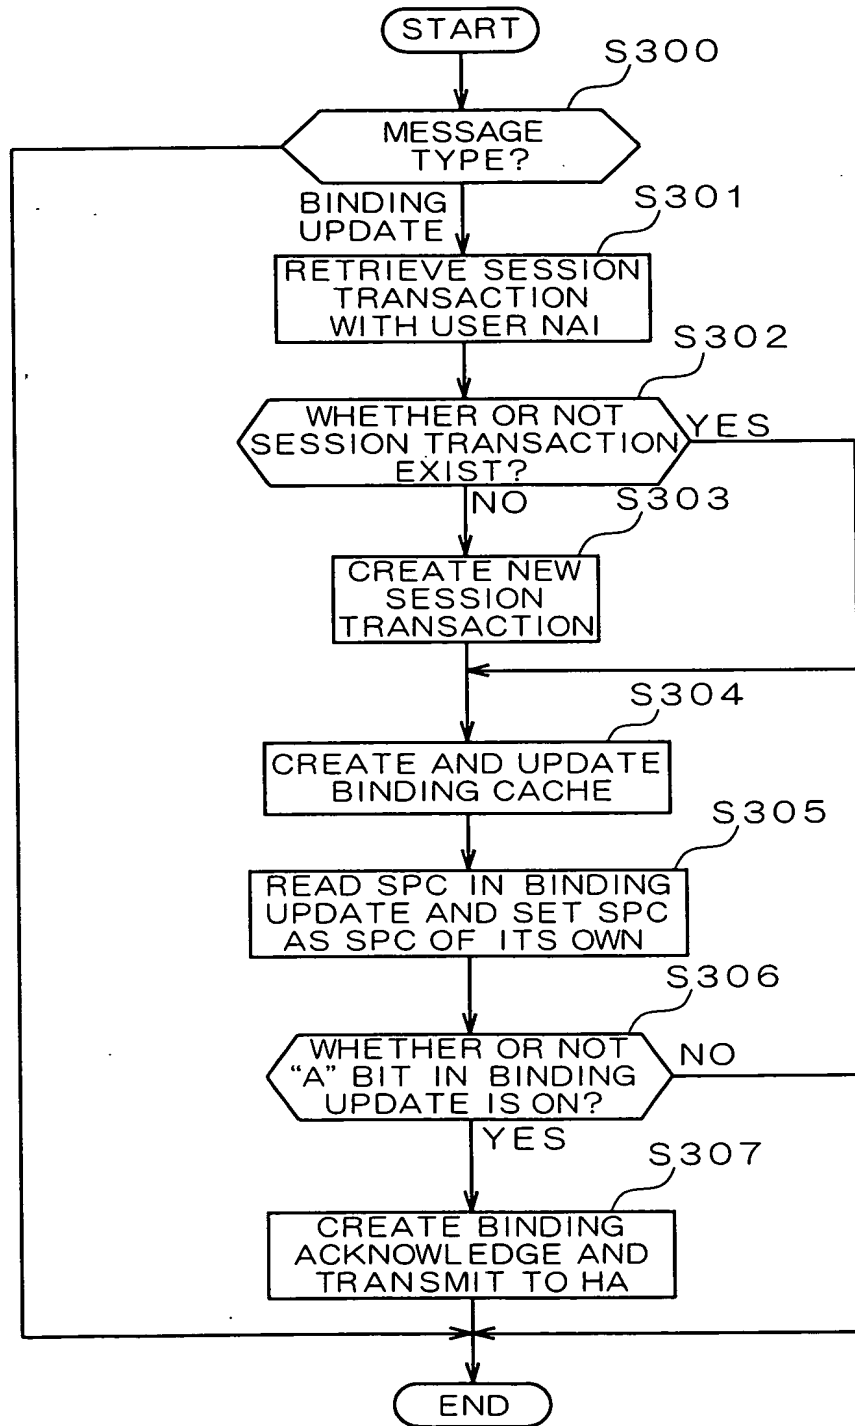 START
S300
MESSAGE
TYPE?
BINDING
UPDATE
S301
RETRIEVE SESSION
TRANSACTION
WITH USER NAI
S302
WHETHER OR NOT
SESSION TRANSACTION
EXIST?
YES
NO
S303
CREATE NEW
SESSION
TRANSACTION
S304
CREATE AND UPDATE
BINDING CACHE
S305
READ SPC IN BINDING
UPDATE AND SET SPC
AS SPC OF ITS OWN
S306
WHETHER OR NOT
“A” BIT IN BINDING
UPDATE IS ON?
NO
YES
S307
CREATE BINDING
ACKNOWLEDGE AND
TRANSMIT TO HA
END